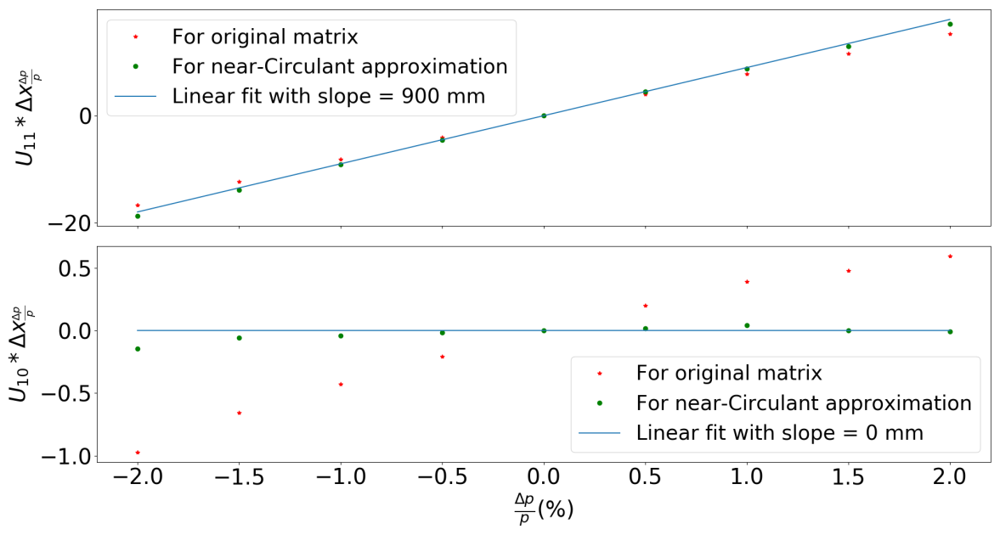 For original matrix
For near-Circulant approximation
Linear fit with slope = 900 mm
U₁₁ * Δx Δp/p
0
−20
0.5
0.0
−0.5
−1.0
U₁₀ * Δx Δp/p
For original matrix
For near-Circulant approximation
Linear fit with slope = 0 mm
−2.0 −1.5 −1.0 −0.5 0.0 0.5 1.0 1.5 2.0
Δp/p (%)